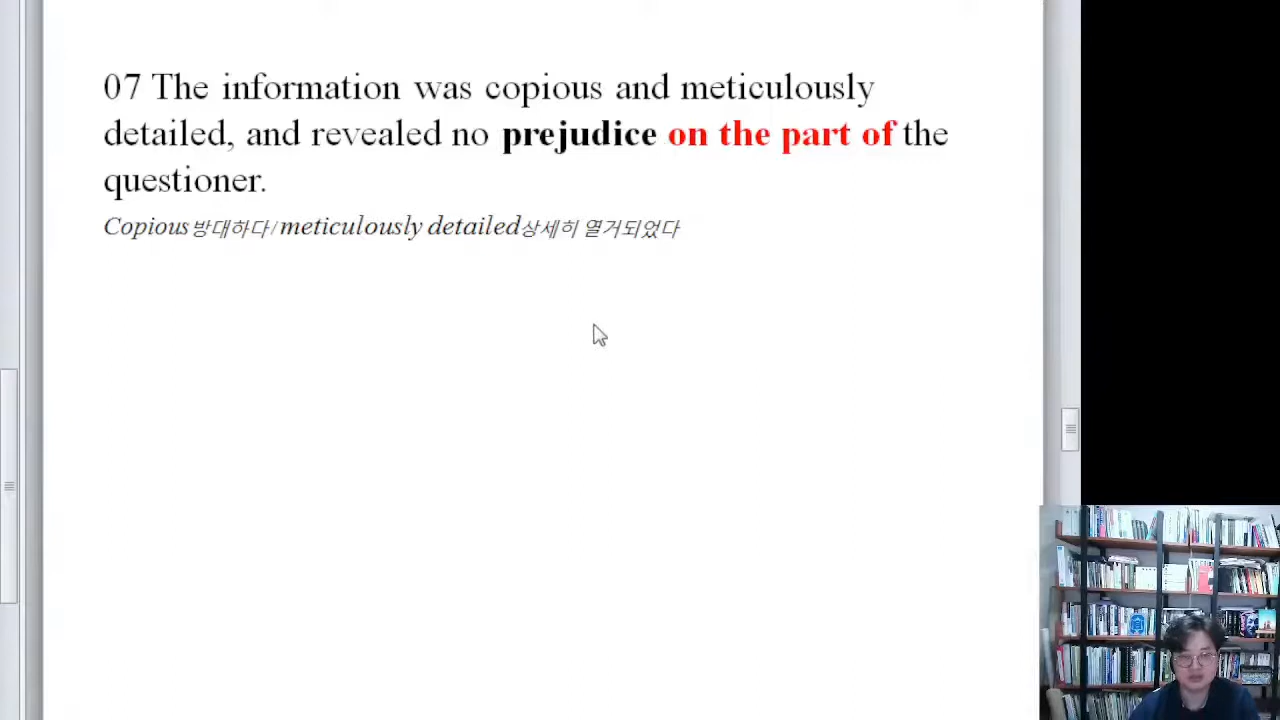 07 The information was copious and meticulously
detailed, and revealed no prejudice on the part of the
questioner.
Copious 방대하다 / meticulously detailed 상세히 열거되었다